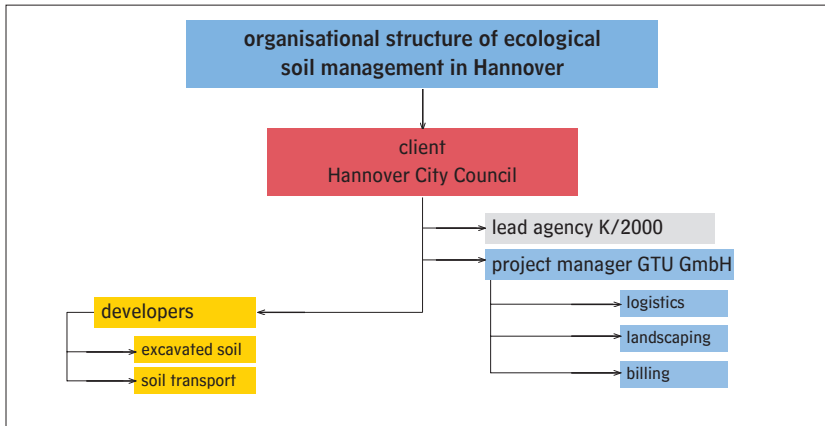 organisational structure of ecological
soil management in Hannover
client
Hannover City Council
lead agency K/2000
project manager GTU GmbH
logistics
landscaping
billing
developers
excavated soil
soil transport